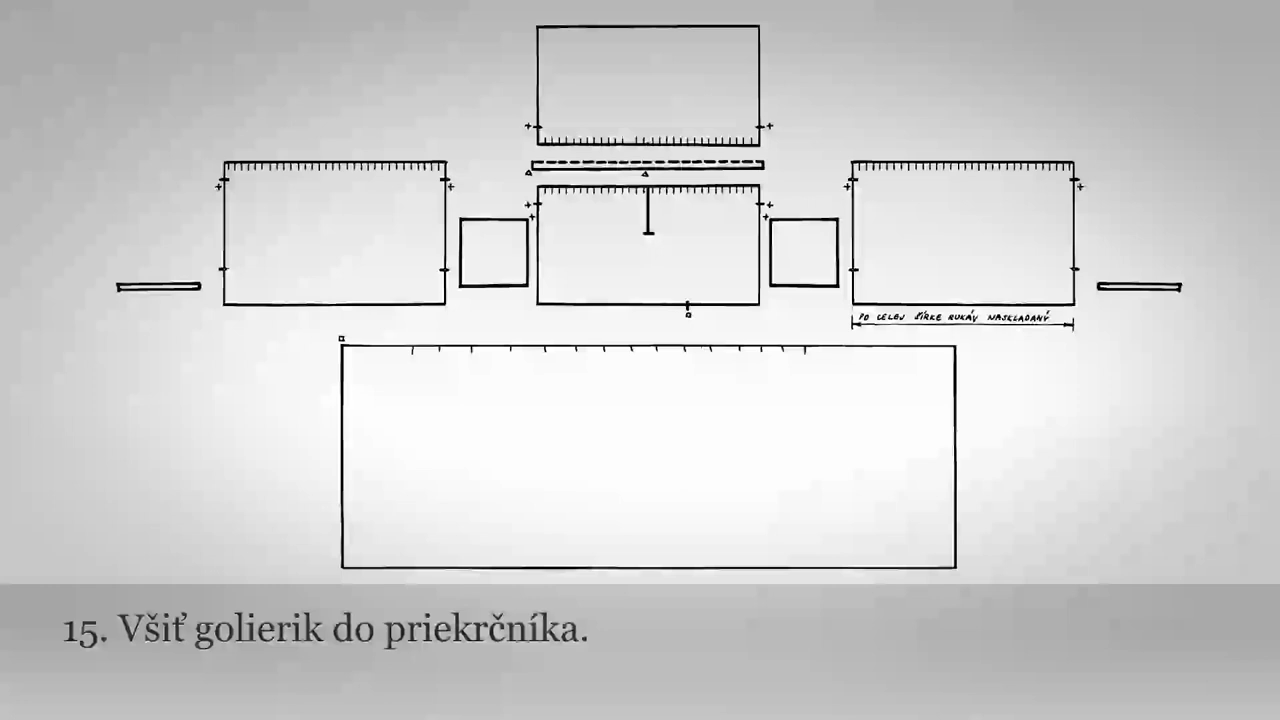 PO CELEJ ŠÍRKE RUKÁV NASKLADANÝ
15. Všiť golierik do priekrčníka.